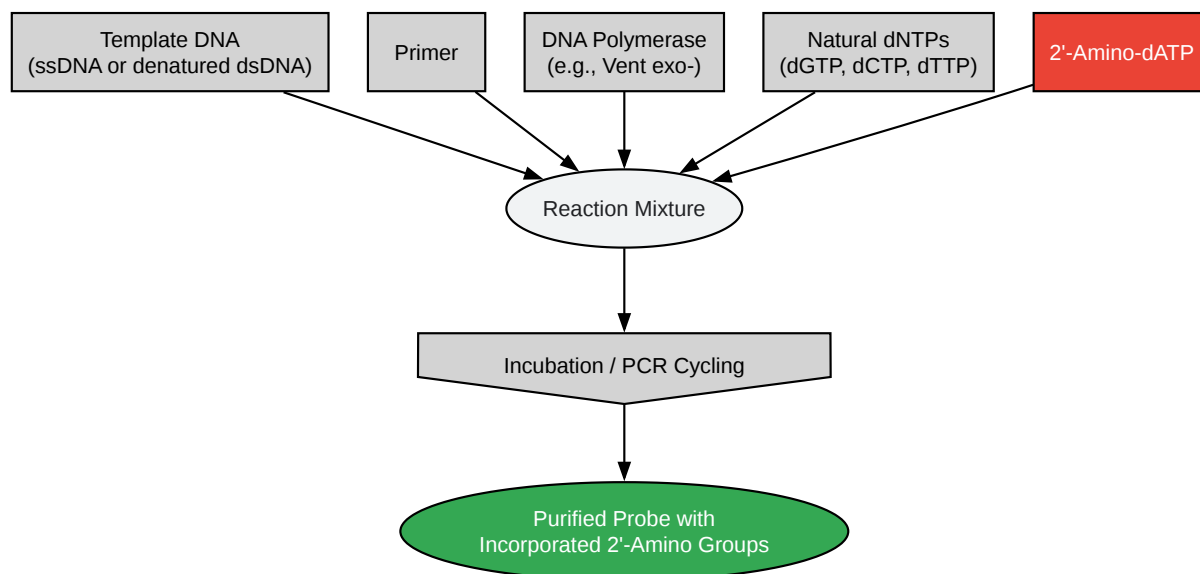 Template DNA
(ssDNA or denatured dsDNA)
Primer
DNA Polymerase
(e.g., Vent exo-)
Natural dNTPs
(dGTP, dCTP, dTTP)
2'-Amino-dATP
Reaction Mixture
Incubation / PCR Cycling
Purified Probe with
Incorporated 2'-Amino Groups